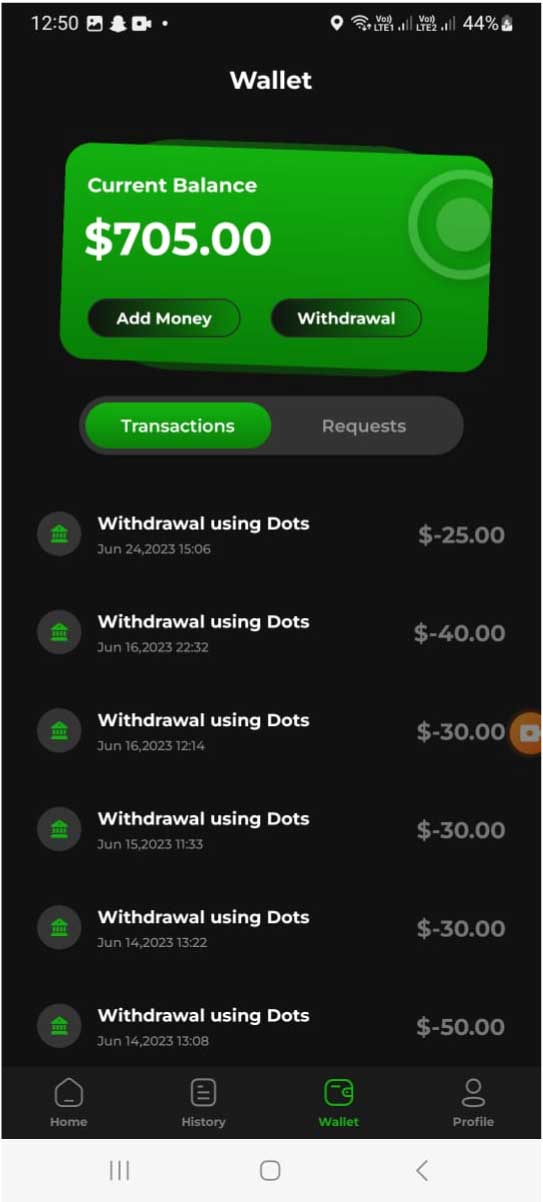 12:50
Vo)) LTE1 Vo)) LTE2 44%
Wallet
Current Balance
$705.00
Add Money Withdrawal
Transactions Requests
Withdrawal using Dots
Jun 24,2023 15:06
$-25.00
Withdrawal using Dots
Jun 16,2023 22:32
$-40.00
Withdrawal using Dots
Jun 16,2023 12:14
$-30.00
Withdrawal using Dots
Jun 15,2023 11:33
$-30.00
Withdrawal using Dots
Jun 14,2023 13:22
$-30.00
Withdrawal using Dots
Jun 14,2023 13:08
$-50.00
Home History Wallet Profile